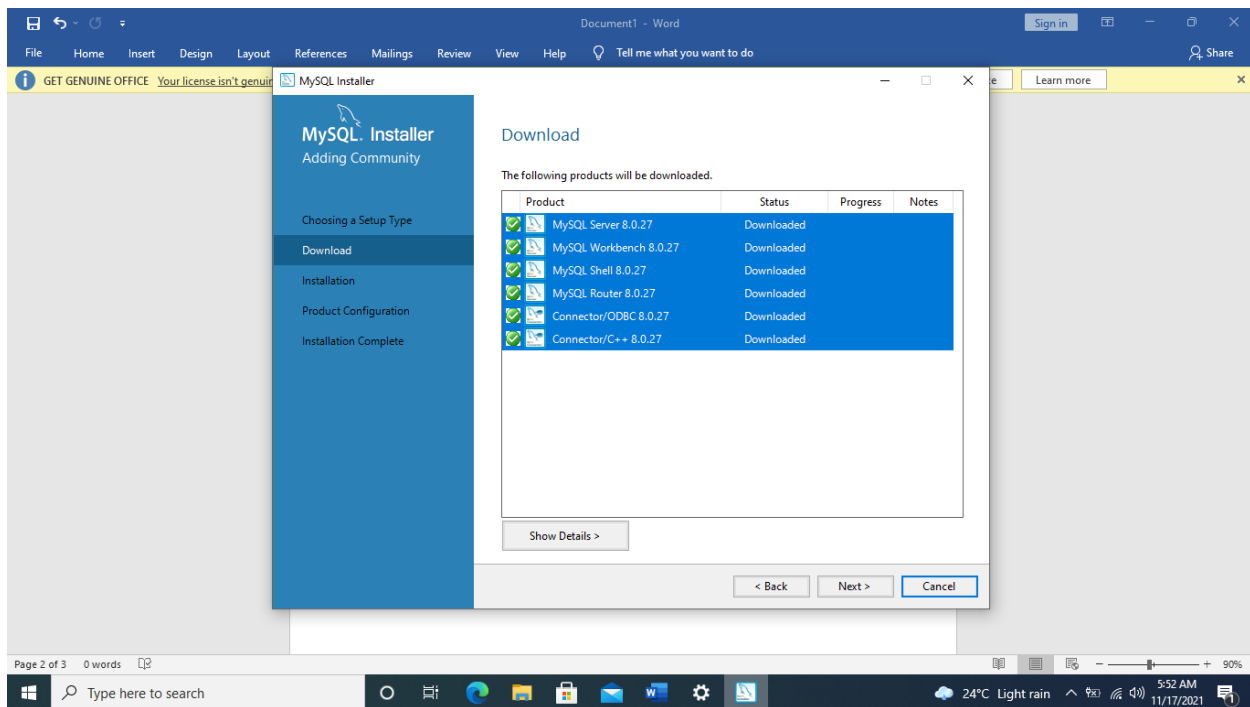 Document1 - Word
Sign in
File Home Insert Design Layout References Mailings Review View Help Tell me what you want to do Share
GET GENUINE OFFICE Your license isn't genuin
Learn more
MySQL Installer
MySQL. Installer
Adding Community
Choosing a Setup Type
Download
Installation
Product Configuration
Installation Complete
Download
The following products will be downloaded.
Product Status Progress Notes
MySQL Server 8.0.27 Downloaded
MySQL Workbench 8.0.27 Downloaded
MySQL Shell 8.0.27 Downloaded
MySQL Router 8.0.27 Downloaded
Connector/ODBC 8.0.27 Downloaded
Connector/C++ 8.0.27 Downloaded
Show Details >
< Back Next > Cancel
Page 2 of 3 0 words 90%
Type here to search
24°C Light rain
5:52 AM
11/17/2021
1